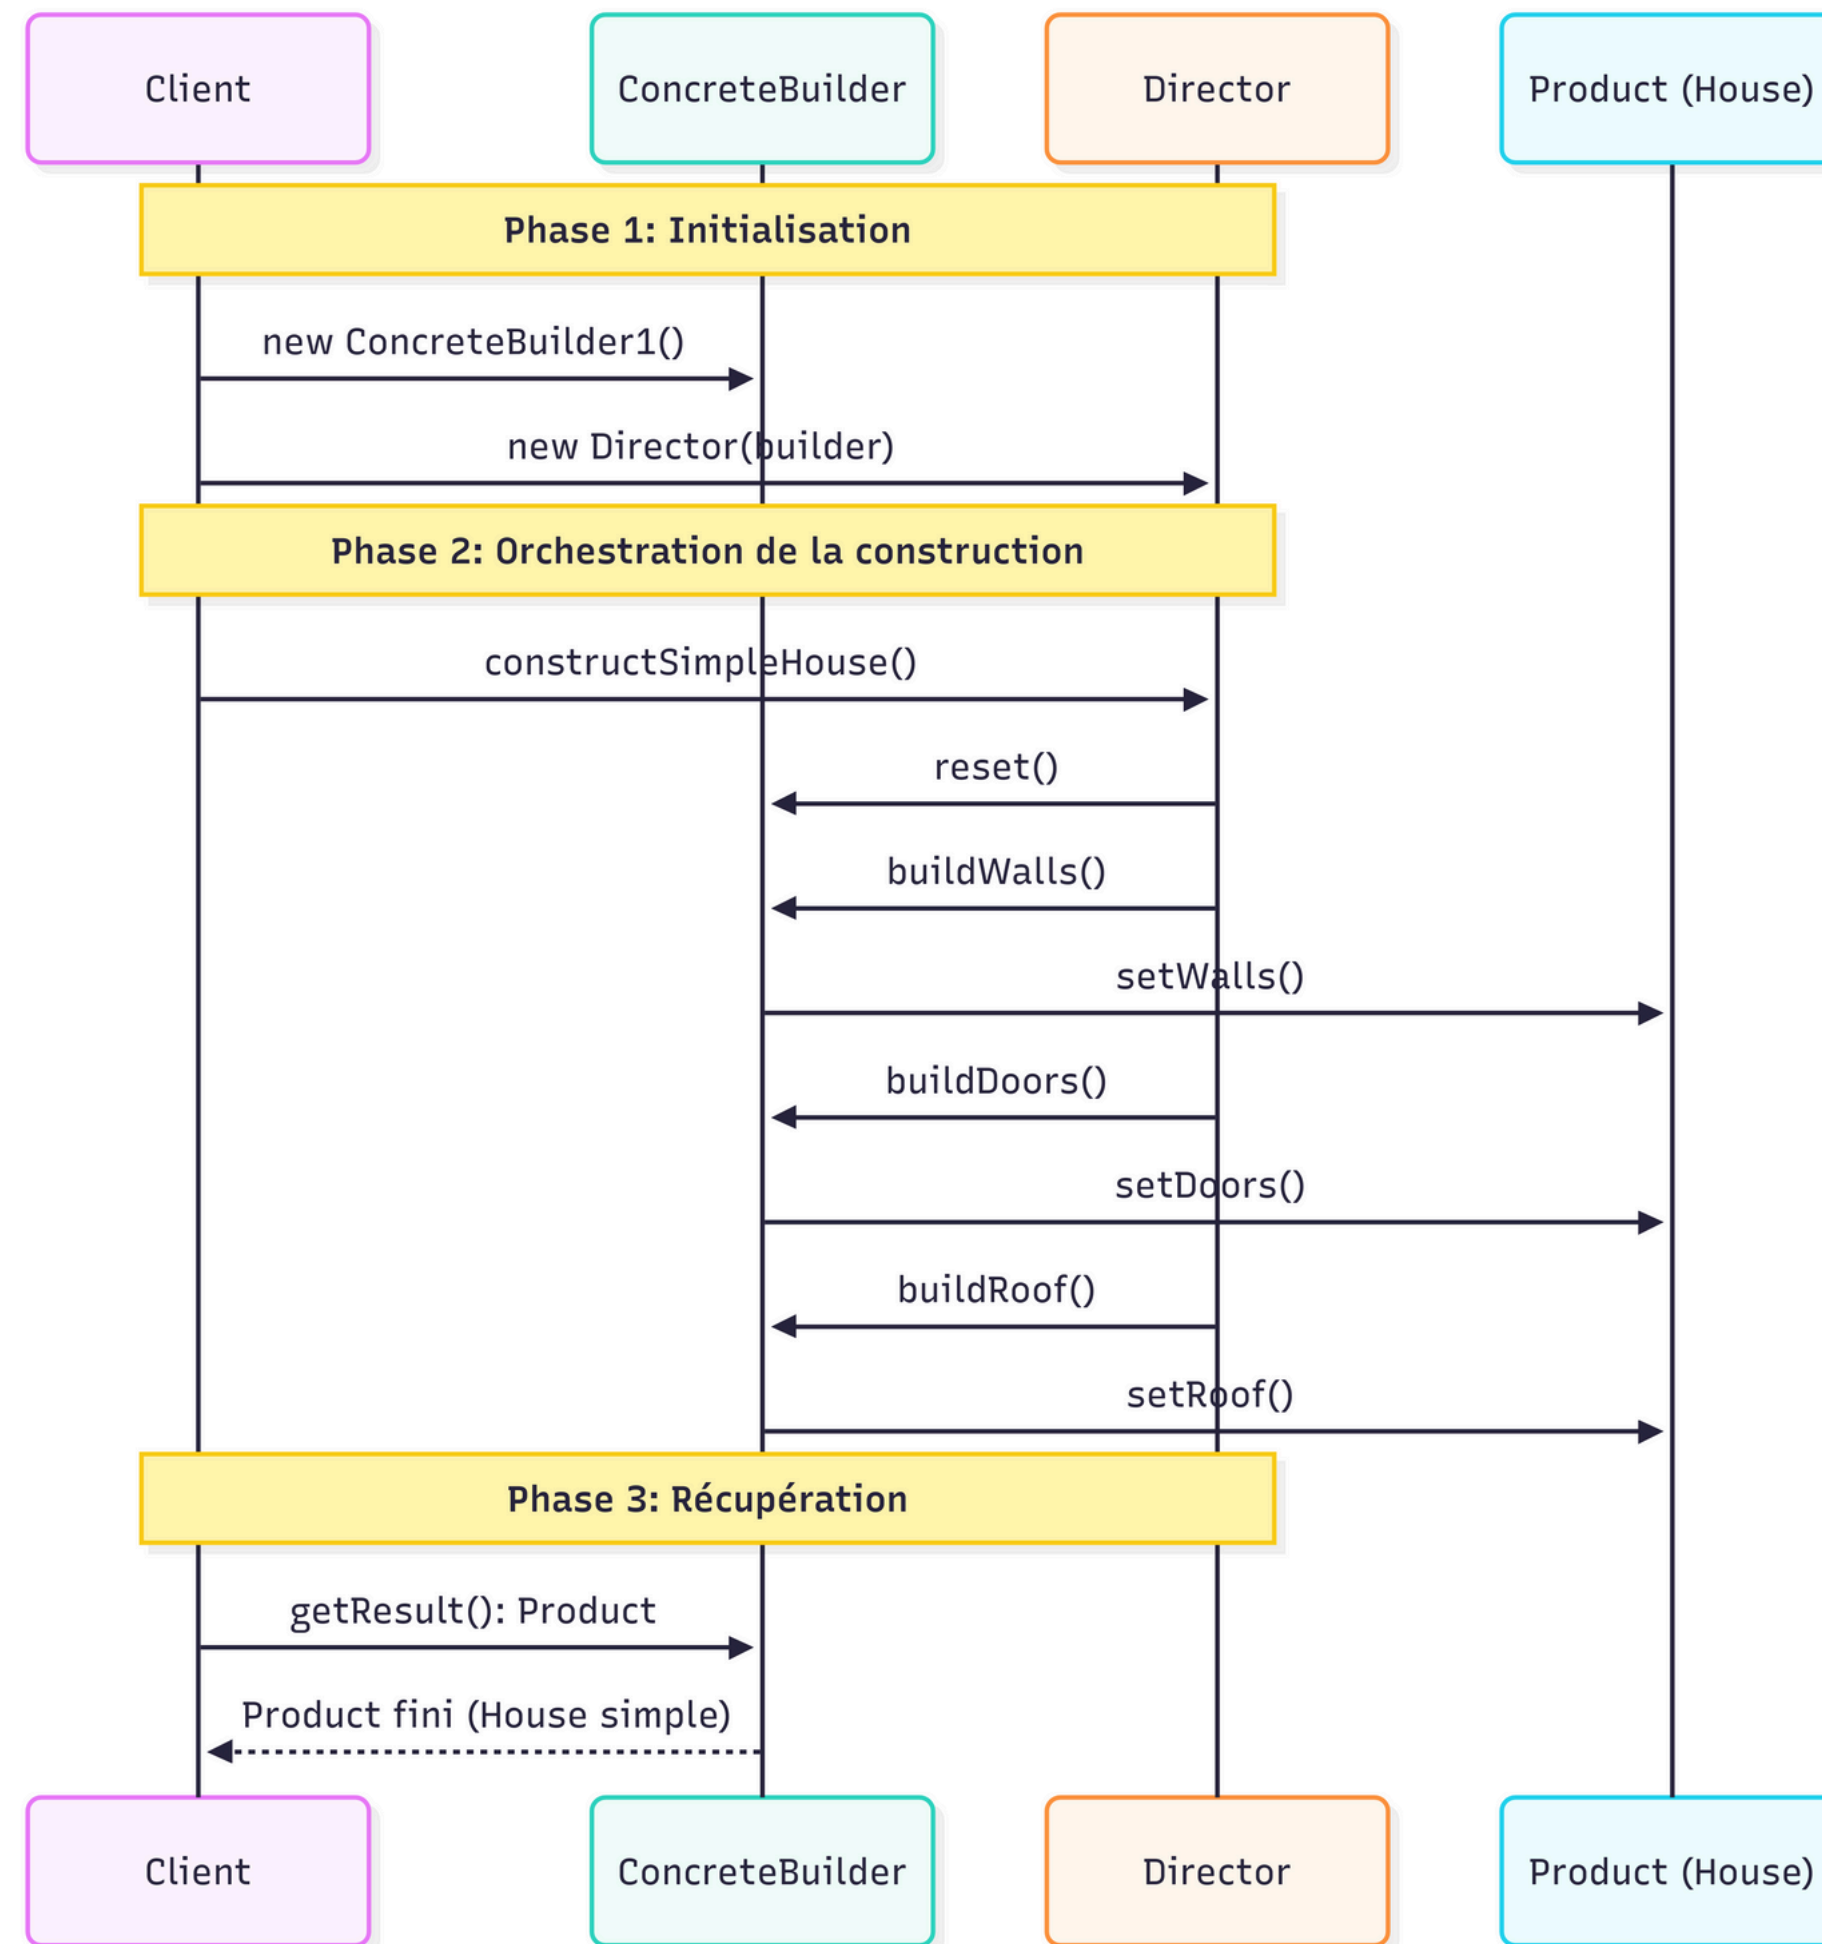 Client
ConcreteBuilder
Director
Product (House)
Phase 1: Initialisation
new ConcreteBuilder1()
new Director(builder)
Phase 2: Orchestration de la construction
constructSimpleHouse()
reset()
buildWalls()
setWalls()
buildDoors()
setDoors()
buildRoof()
setRoof()
Phase 3: Récupération
getResult(): Product
Product fini (House simple)
Client
ConcreteBuilder
Director
Product (House)